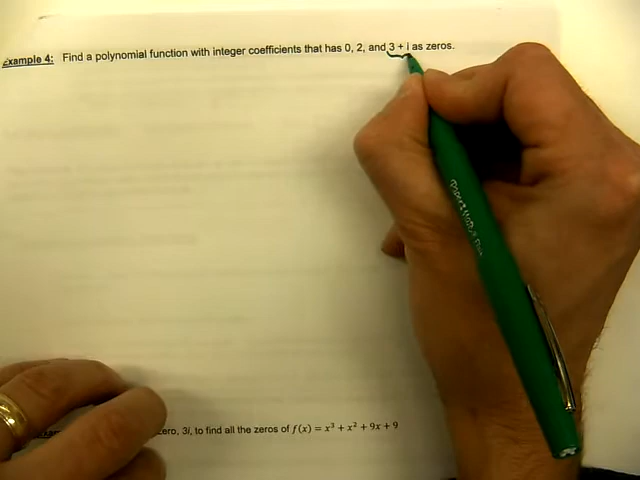 Example 4: Find a polynomial function with integer coefficients that has 0, 2, and 3 + i as zeros.
zero, 3i, to find all the zeros of f(x) = x³ + x² + 9x + 9